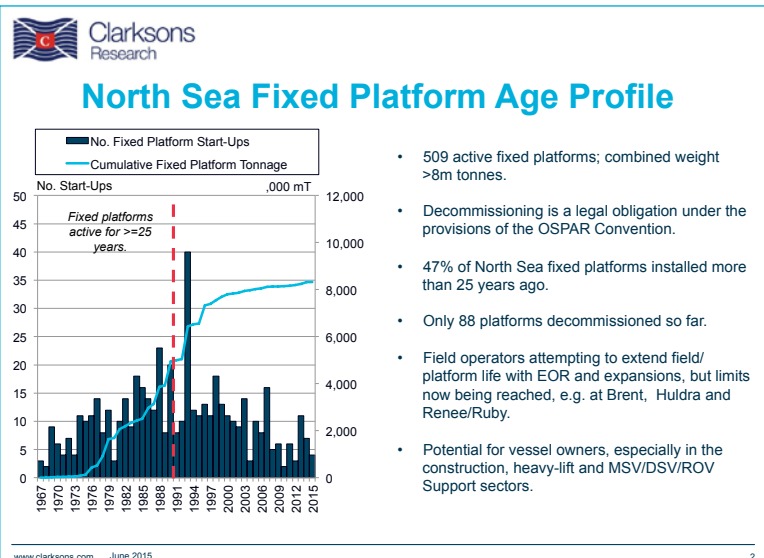 Clarksons
Research
North Sea Fixed Platform Age Profile
No. Fixed Platform Start-Ups
Cumulative Fixed Platform Tonnage
No. Start-Ups
,000 mT
50
45
40
35
30
25
20
15
10
5
0
12,000
10,000
8,000
6,000
4,000
2,000
0
Fixed platforms
active for >=25
years.
1967
1970
1973
1976
1979
1982
1985
1988
1991
1994
1997
2000
2003
2006
2009
2012
2015
• 509 active fixed platforms; combined weight
>8m tonnes.
• Decommissioning is a legal obligation under the
provisions of the OSPAR Convention.
• 47% of North Sea fixed platforms installed more
than 25 years ago.
• Only 88 platforms decommissioned so far.
• Field operators attempting to extend field/
platform life with EOR and expansions, but limits
now being reached, e.g. at Brent, Huldra and
Renee/Ruby.
• Potential for vessel owners, especially in the
construction, heavy-lift and MSV/DSV/ROV
Support sectors.
www.clarksons.com June 2015
2